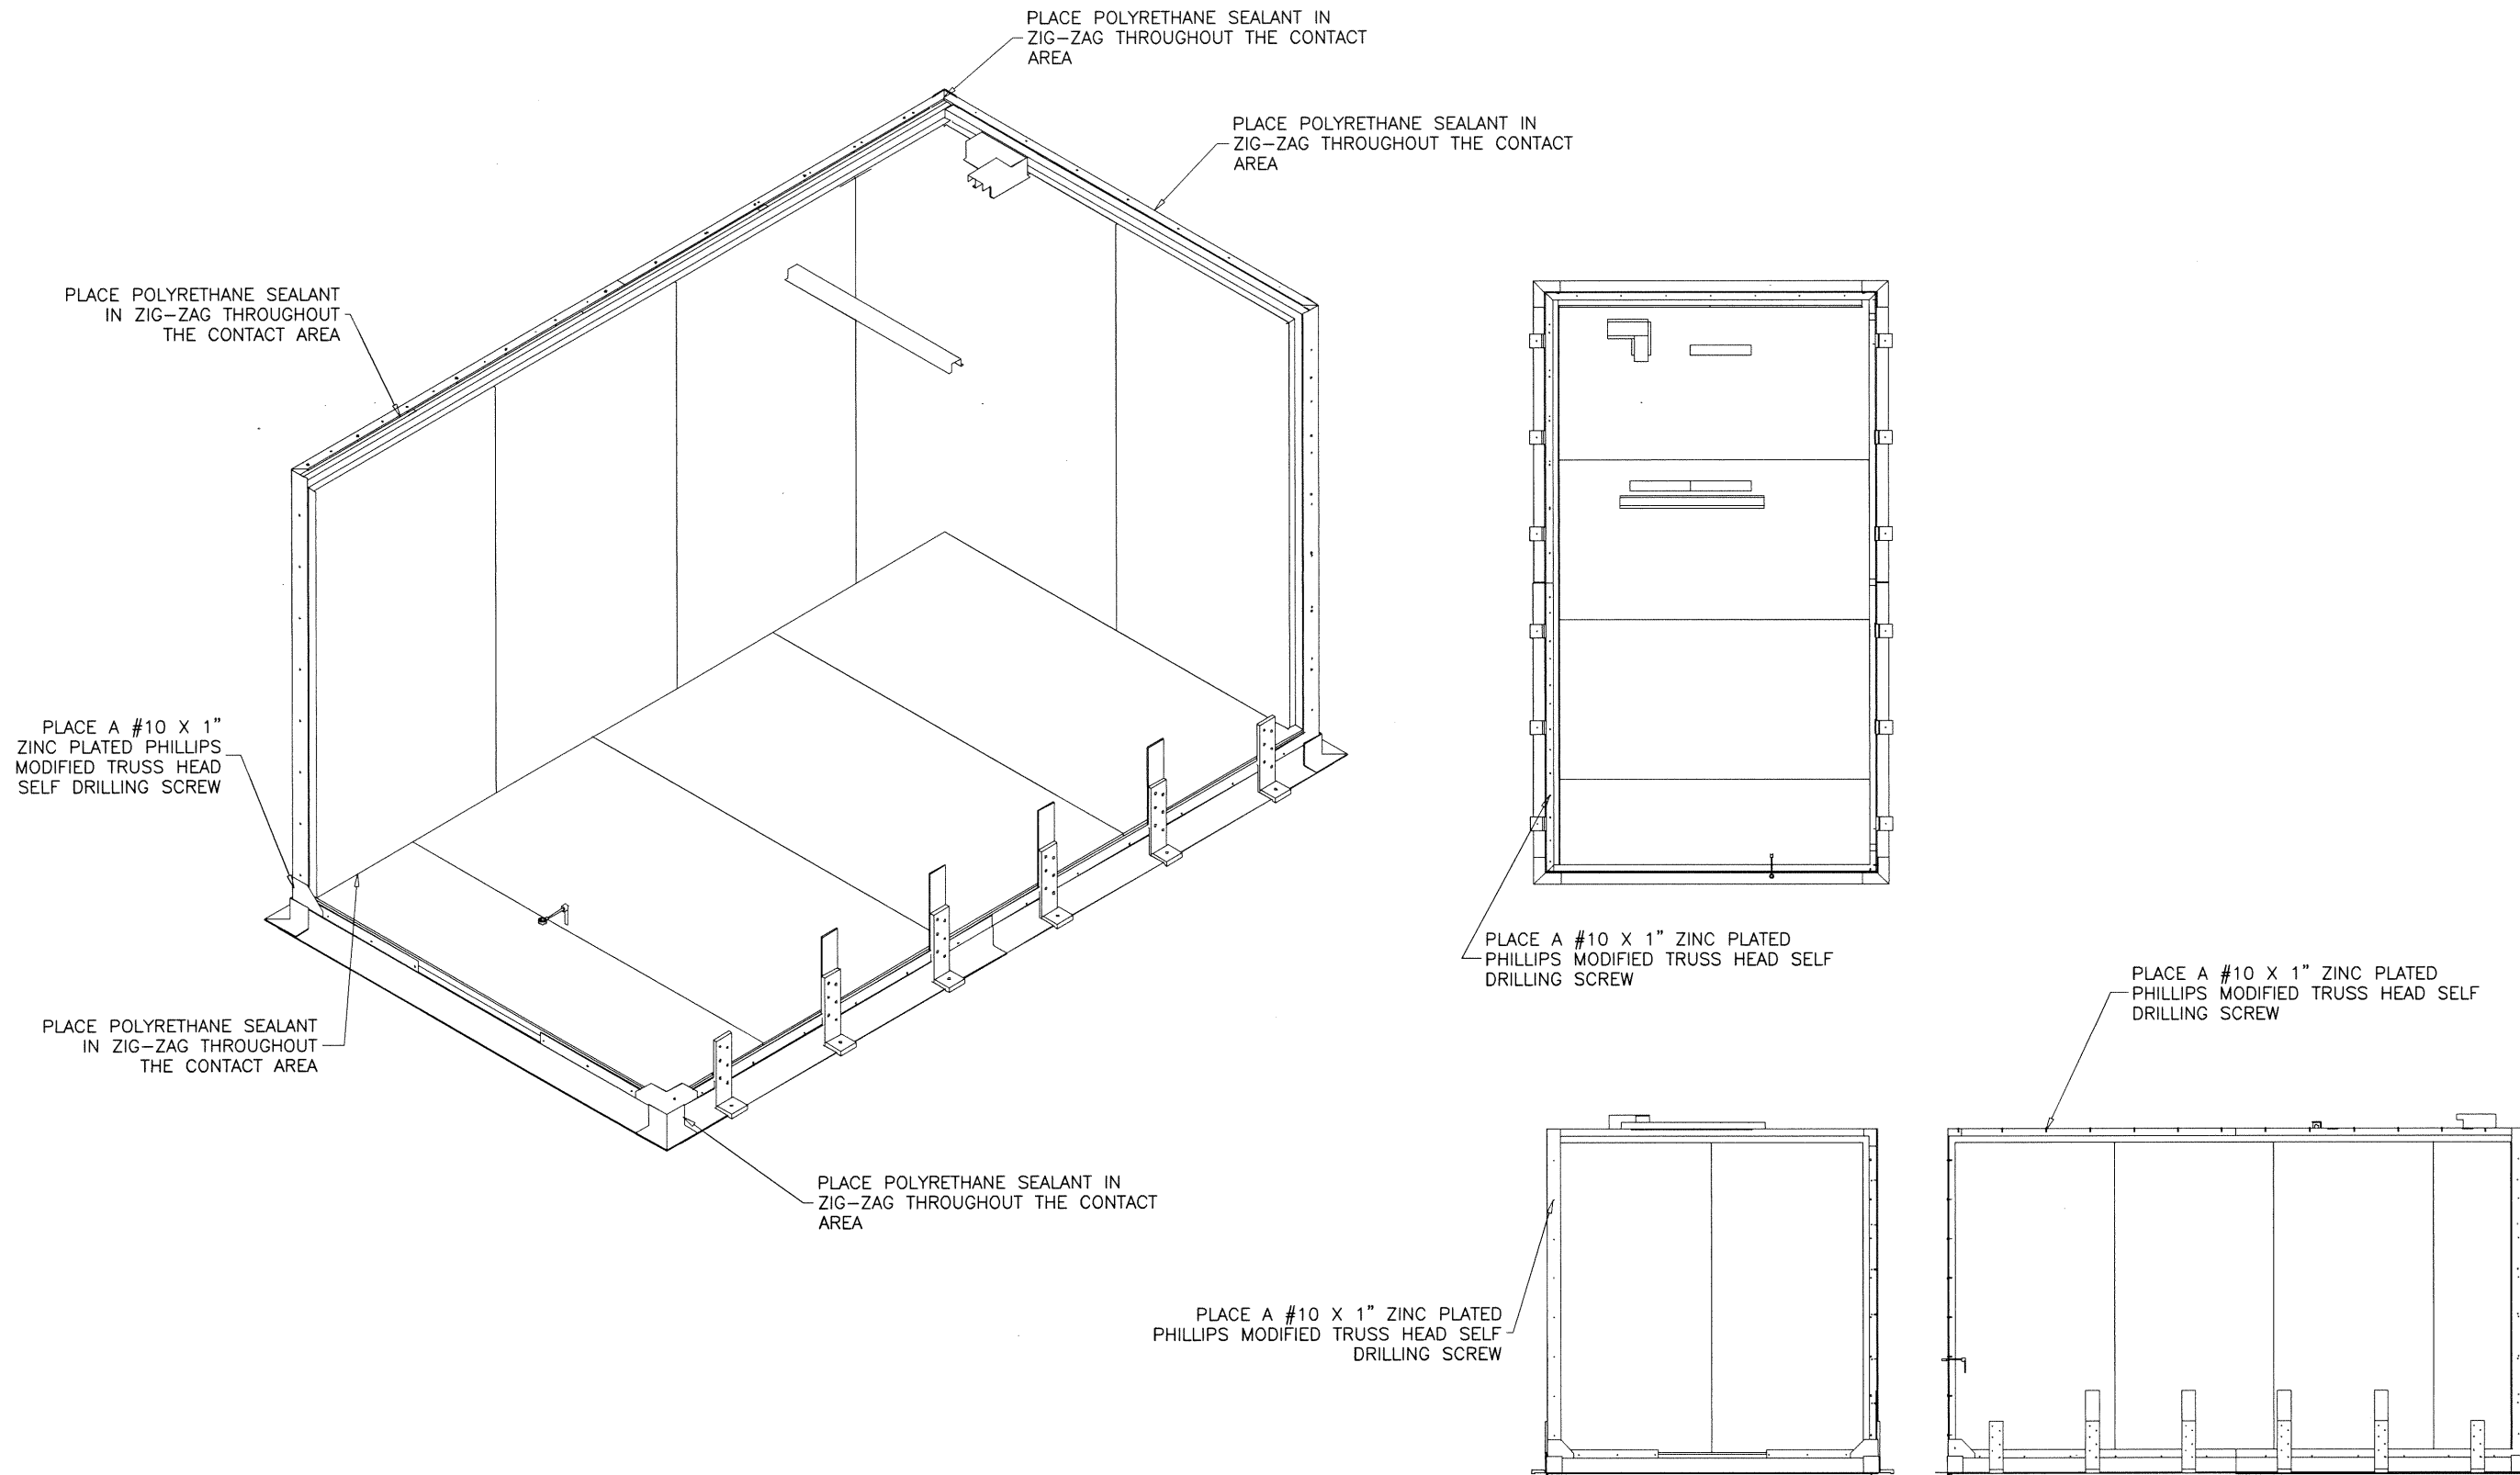 PLACE POLYRETHANE SEALANT IN
ZIG-ZAG THROUGHOUT THE CONTACT
AREA
PLACE POLYRETHANE SEALANT IN
ZIG-ZAG THROUGHOUT THE CONTACT
AREA
PLACE POLYRETHANE SEALANT
IN ZIG-ZAG THROUGHOUT
THE CONTACT AREA
PLACE A #10 X 1"
ZINC PLATED PHILLIPS
MODIFIED TRUSS HEAD
SELF DRILLING SCREW
PLACE POLYRETHANE SEALANT
IN ZIG-ZAG THROUGHOUT
THE CONTACT AREA
PLACE POLYRETHANE SEALANT IN
ZIG-ZAG THROUGHOUT THE CONTACT
AREA
PLACE A #10 X 1" ZINC PLATED
PHILLIPS MODIFIED TRUSS HEAD SELF
DRILLING SCREW
PLACE A #10 X 1" ZINC PLATED
PHILLIPS MODIFIED TRUSS HEAD SELF
DRILLING SCREW
PLACE A #10 X 1" ZINC PLATED
PHILLIPS MODIFIED TRUSS HEAD SELF
DRILLING SCREW